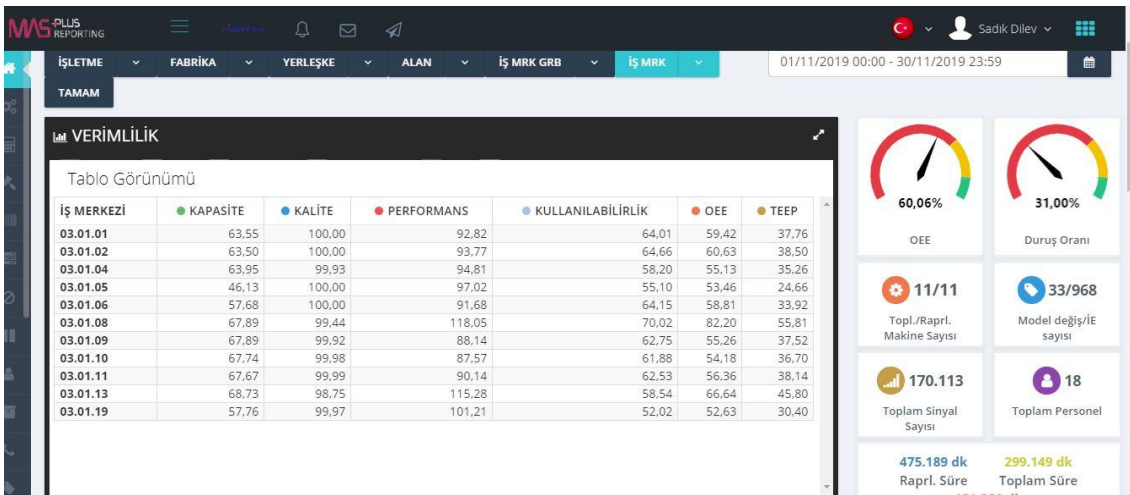 MAS PLUS
REPORTING
Sadık Dilev
İŞLETME FABRİKA YERLEŞKE ALAN İŞ MRK GRB İŞ MRK 01/11/2019 00:00 - 30/11/2019 23:59
TAMAM
VERİMLİLİK
Tablo Görünümü
İŞ MERKEZİ KAPASİTE KALİTE PERFORMANS KULLANILABİLİRLİK OEE TEEP
03.01.01 63,55 100,00 92,82 64,01 59,42 37,76
03.01.02 63,50 100,00 93,77 64,66 60,63 38,50
03.01.04 63,95 99,93 94,81 58,20 55,13 35,26
03.01.05 46,13 100,00 97,02 55,10 53,46 24,66
03.01.06 57,68 100,00 91,68 64,15 58,81 33,92
03.01.08 67,89 99,44 118,05 70,02 82,20 55,81
03.01.09 67,89 99,92 88,14 62,75 55,26 37,52
03.01.10 67,74 99,98 87,57 61,88 54,18 36,70
03.01.11 67,67 99,99 90,14 62,53 56,36 38,14
03.01.13 68,73 98,75 115,28 58,54 66,64 45,80
03.01.19 57,76 99,97 101,21 52,02 52,63 30,40
60,06% 31,00%
OEE Duruş Oranı
11/11 33/968
Topl./Raprl. Model değiş/İE
Makine Sayısı sayısı
170.113 18
Toplam Sinyal Toplam Personel
Sayısı
475.189 dk 299.149 dk
Raprl. Süre Toplam Süre